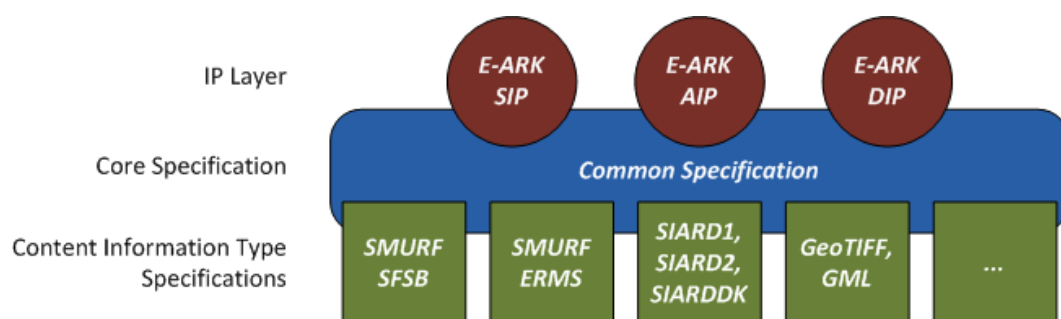 IP Layer
E-ARK
SIP
E-ARK
AIP
E-ARK
DIP
Core Specification
Common Specification
Content Information Type
Specifications
SMURF
SFSB
SMURF
ERMS
SIARD1,
SIARD2,
SIARDDK
GeoTIFF,
GML
...